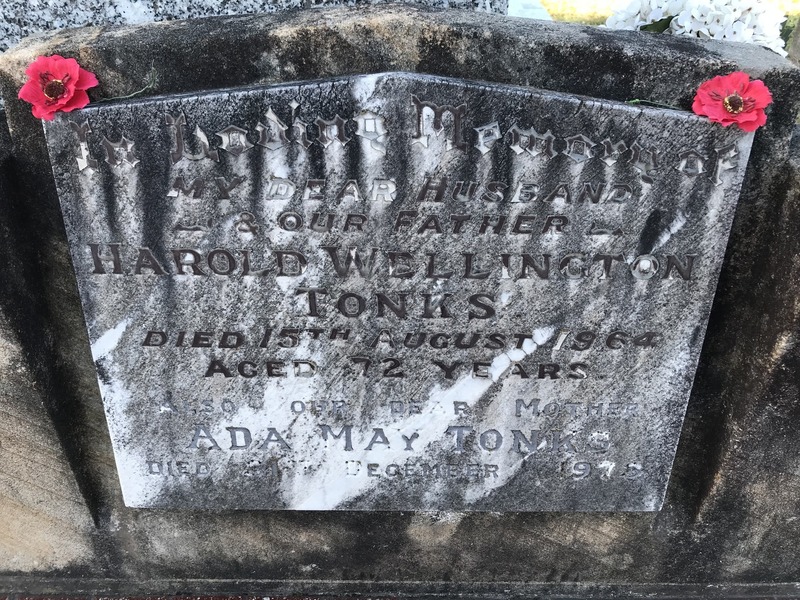 In Loving Memory of
MY DEAR HUSBAND
& OUR FATHER
HAROLD WELLINGTON
TONKS
DIED 15TH AUGUST 1964
AGED 72 YEARS.
ALSO OUR DEAR MOTHER
ADA MAY TONKS
DIED DECEMBER